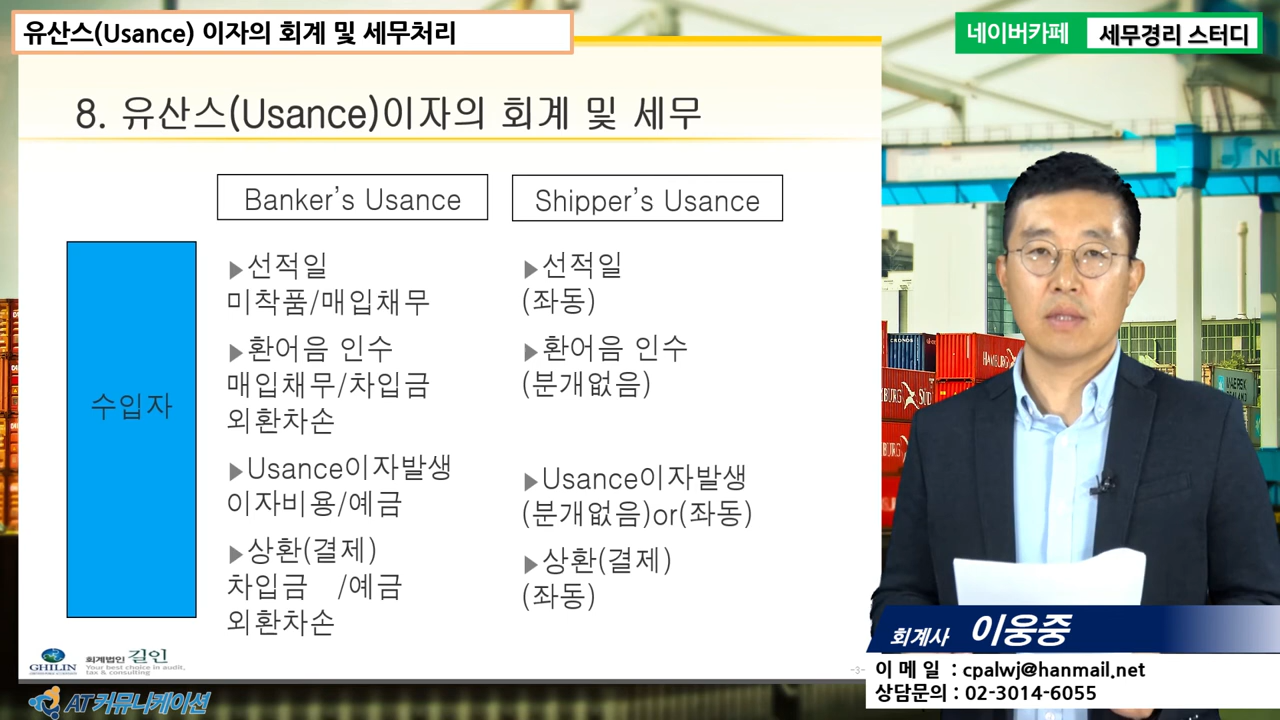 유산스(Usance) 이자의 회계 및 세무처리
네이버카페 세무경리 스터디
8. 유산스(Usance)이자의 회계 및 세무
Banker's Usance
Shipper's Usance
수입자
▶선적일
미착품/매입채무
▶환어음 인수
매입채무/차입금
외환차손
▶Usance이자발생
이자비용/예금
▶상환(결제)
차입금 /예금
외환차손
▶선적일
(좌동)
▶환어음 인수
(분개없음)
▶Usance이자발생
(분개없음)or(좌동)
▶상환(결제)
(좌동)
GHILIN
회계법인 길인
Your best choice in audit,
tax & consulting
-3-
AT커뮤니케이션
회계사 이웅중
이 메 일 : cpalwj@hanmail.net
상담문의 : 02-3014-6055
CRONOS
HAMBURG